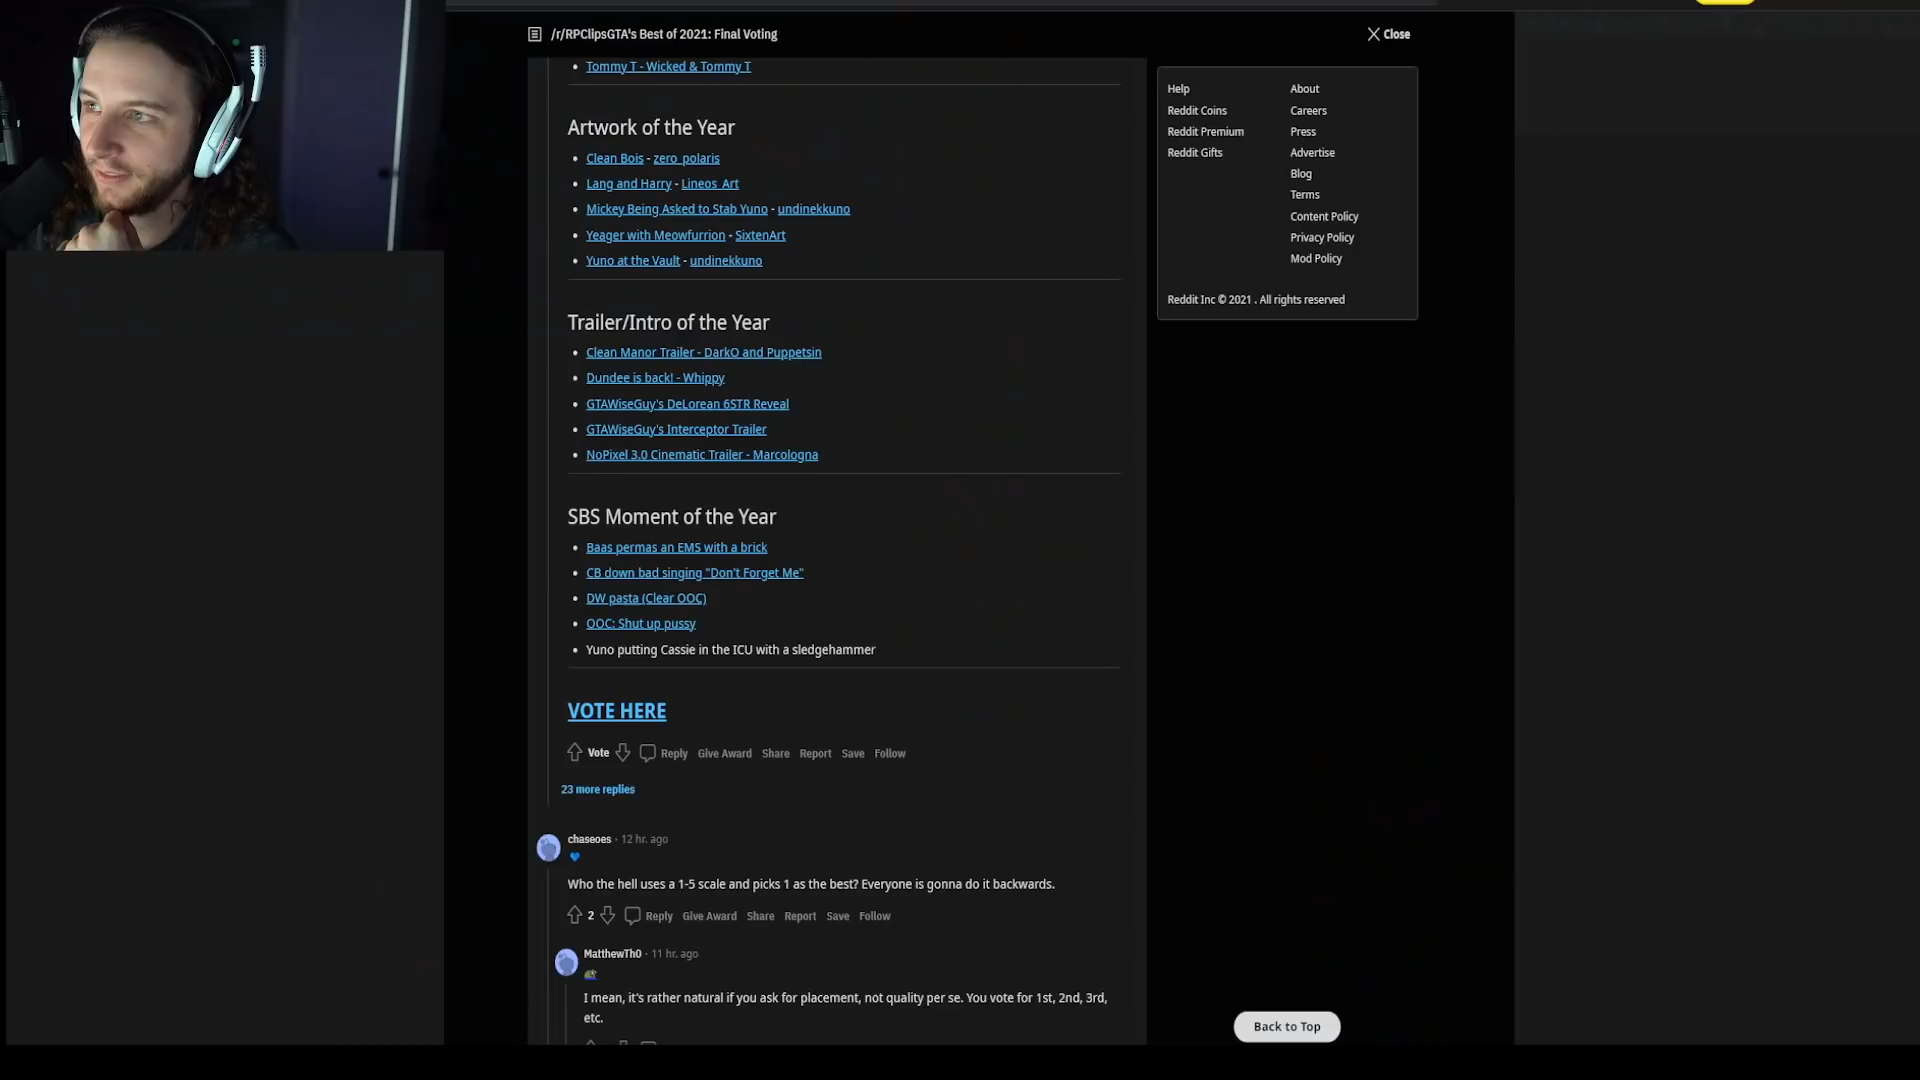 /r/RPClipsGTA's Best of 2021: Final Voting
Close
Tommy T - Wicked & Tommy T
Artwork of the Year
Clean Bois - zero_polaris
Lang and Harry - Lineos_Art
Mickey Being Asked to Stab Yuno - undinekkuno
Yeager with Meowfurrion - SixtenArt
Yuno at the Vault - undinekkuno
Trailer/Intro of the Year
Clean Manor Trailer - DarkO and Puppetsin
Dundee is back! - Whippy
GTAWiseGuy's DeLorean 6STR Reveal
GTAWiseGuy's Interceptor Trailer
NoPixel 3.0 Cinematic Trailer - Marcologna
SBS Moment of the Year
Baas permas an EMS with a brick
CB down bad singing "Don't Forget Me"
DW pasta (Clear OOC)
OOC: Shut up pussy
Yuno putting Cassie in the ICU with a sledgehammer
VOTE HERE
Vote Reply Give Award Share Report Save Follow
23 more replies
chaseoes · 12 hr. ago
Who the hell uses a 1-5 scale and picks 1 as the best? Everyone is gonna do it backwards.
2 Reply Give Award Share Report Save Follow
MatthewTh0 · 11 hr. ago
I mean, it's rather natural if you ask for placement, not quality per se. You vote for 1st, 2nd, 3rd,
etc.
Help
Reddit Coins
Reddit Premium
Reddit Gifts
About
Careers
Press
Advertise
Blog
Terms
Content Policy
Privacy Policy
Mod Policy
Reddit Inc © 2021 . All rights reserved
Back to Top